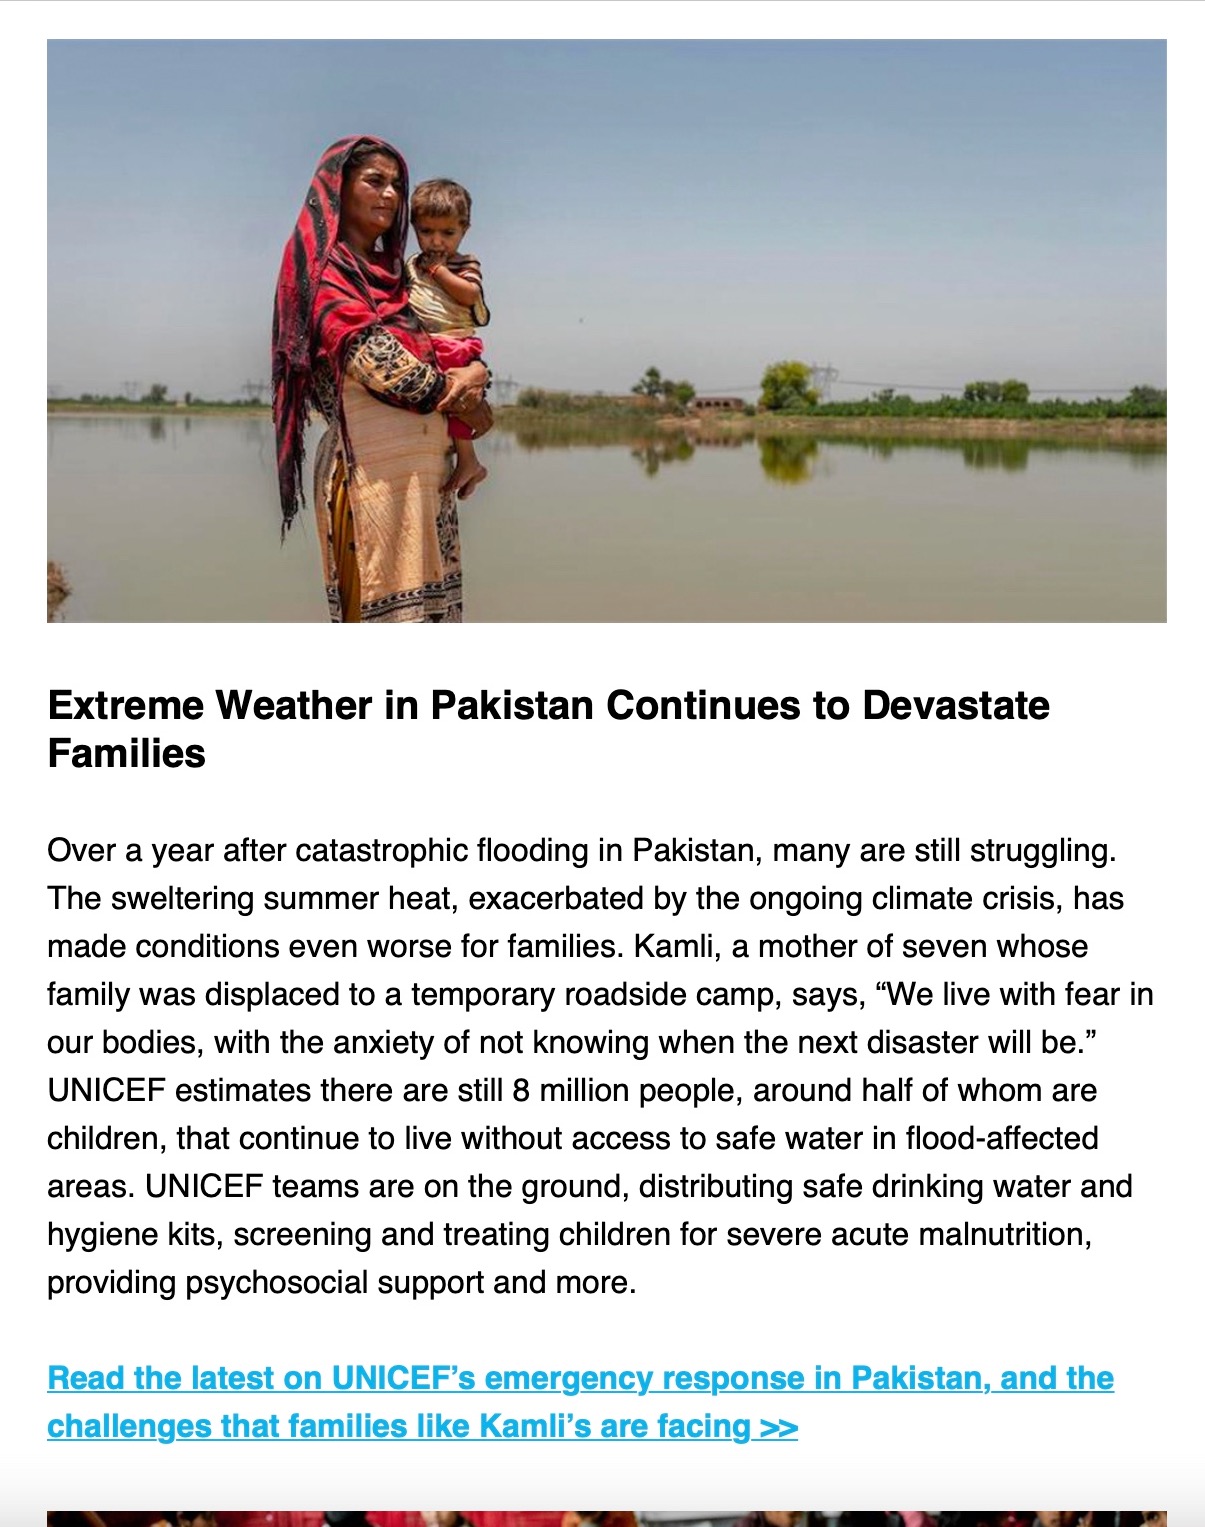 Extreme Weather in Pakistan Continues to Devastate
Families
Over a year after catastrophic flooding in Pakistan, many are still struggling.
The sweltering summer heat, exacerbated by the ongoing climate crisis, has
made conditions even worse for families. Kamli, a mother of seven whose
family was displaced to a temporary roadside camp, says, “We live with fear in
our bodies, with the anxiety of not knowing when the next disaster will be.”
UNICEF estimates there are still 8 million people, around half of whom are
children, that continue to live without access to safe water in flood-affected
areas. UNICEF teams are on the ground, distributing safe drinking water and
hygiene kits, screening and treating children for severe acute malnutrition,
providing psychosocial support and more.
Read the latest on UNICEF’s emergency response in Pakistan, and the
challenges that families like Kamli’s are facing >>